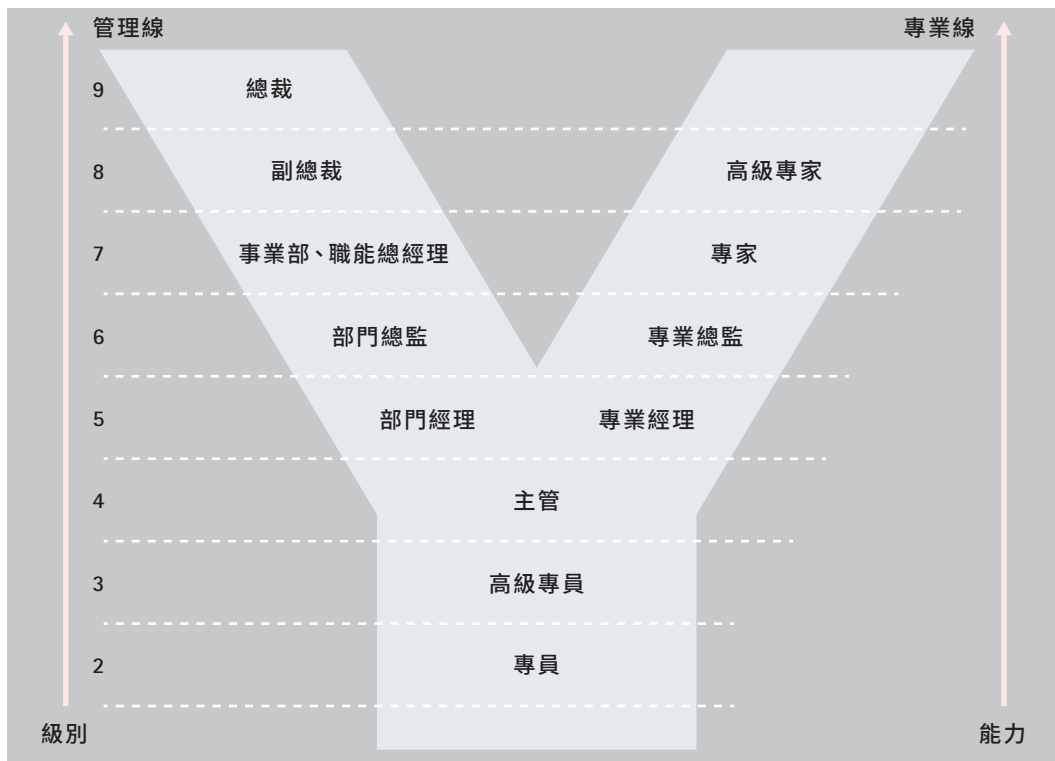 管理線 專業線
9 總裁
8 副總裁 高級專家
7 事業部、職能總經理 專家
6 部門總監 專業總監
5 部門經理 專業經理
4 主管
3 高級專員
2 專員
級別 能力